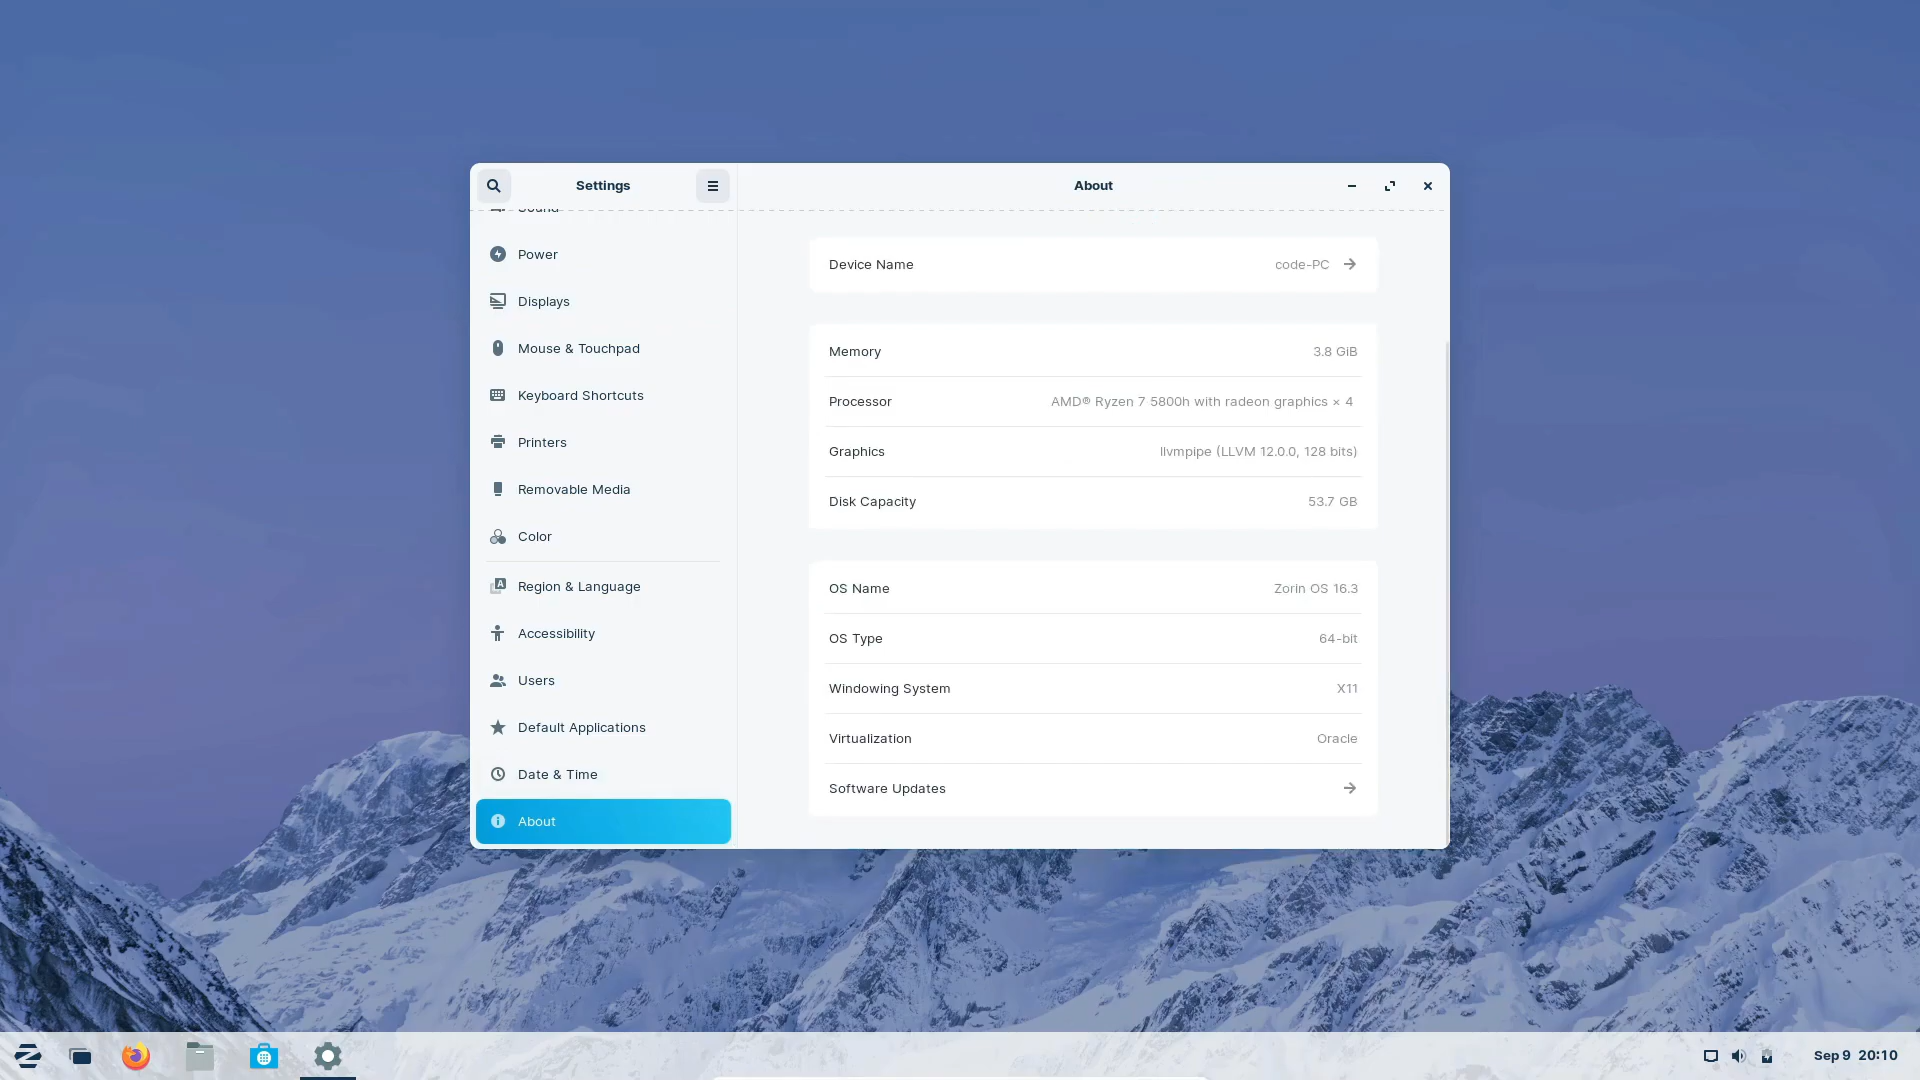 Settings
About
Sound
Power
Displays
Mouse & Touchpad
Keyboard Shortcuts
Printers
Removable Media
Color
Region & Language
Accessibility
Users
Default Applications
Date & Time
About
Device Name code-PC
Memory 3.8 GiB
Processor AMD® Ryzen 7 5800h with radeon graphics × 4
Graphics llvmpipe (LLVM 12.0.0, 128 bits)
Disk Capacity 53.7 GB
OS Name Zorin OS 16.3
OS Type 64-bit
Windowing System X11
Virtualization Oracle
Software Updates
Sep 9 20:10